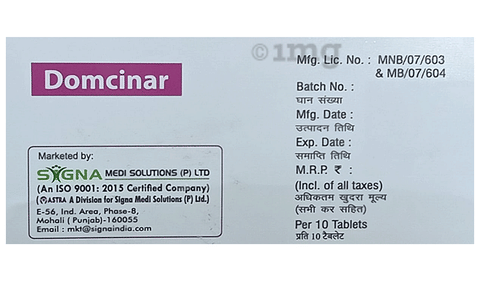 ©1mg
Domcinar
Marketed by:
SIGNA MEDI SOLUTIONS (P) LTD
(An ISO 9001: 2015 Certified Company)
(ASTRA A Division for Signa Medi Solutions (P) Ltd.)
E-56, Ind. Area, Phase-8,
Mohali ( Punjab)-160055
Email : mkt@signaindia.com
Mfg. Lic. No. : MNB/07/603
& MB/07/604
Batch No. :
घान संख्या
Mfg. Date :
उत्पादन तिथि
Exp. Date :
समाप्ति तिथि
M.R.P. ₹ :
(Incl. of all taxes)
अधिकतम खुदरा मूल्य
(सभी कर सहित)
Per 10 Tablets
प्रति 10 टैबलेट